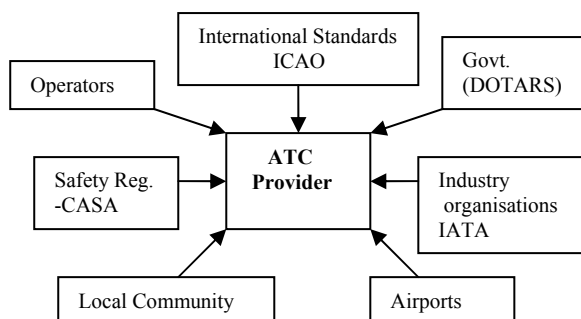 International Standards
ICAO
Govt.
(DOTARS)
Operators
ATC
Provider
Safety Reg.
-CASA
Industry
organisations
IATA
Local Community
Airports